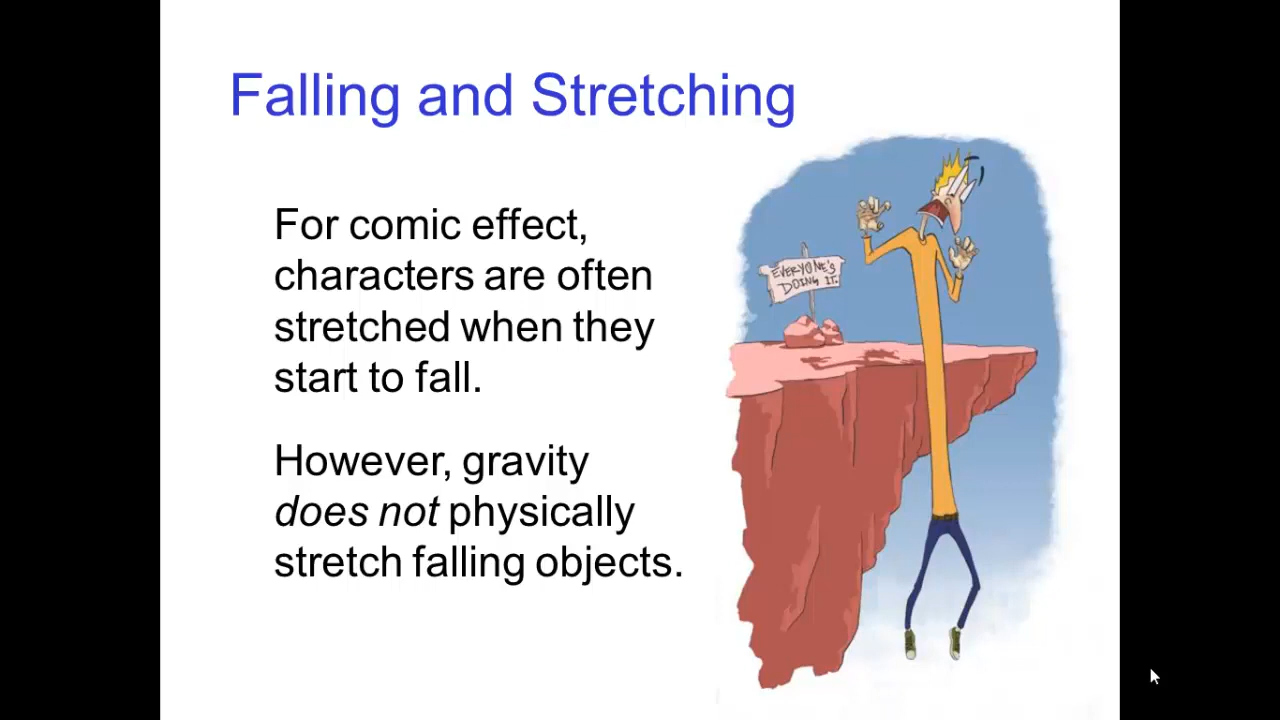 Falling and Stretching
For comic effect,
characters are often
stretched when they
start to fall.
However, gravity
does not physically
stretch falling objects.
EVERYONE'S
DOING IT.